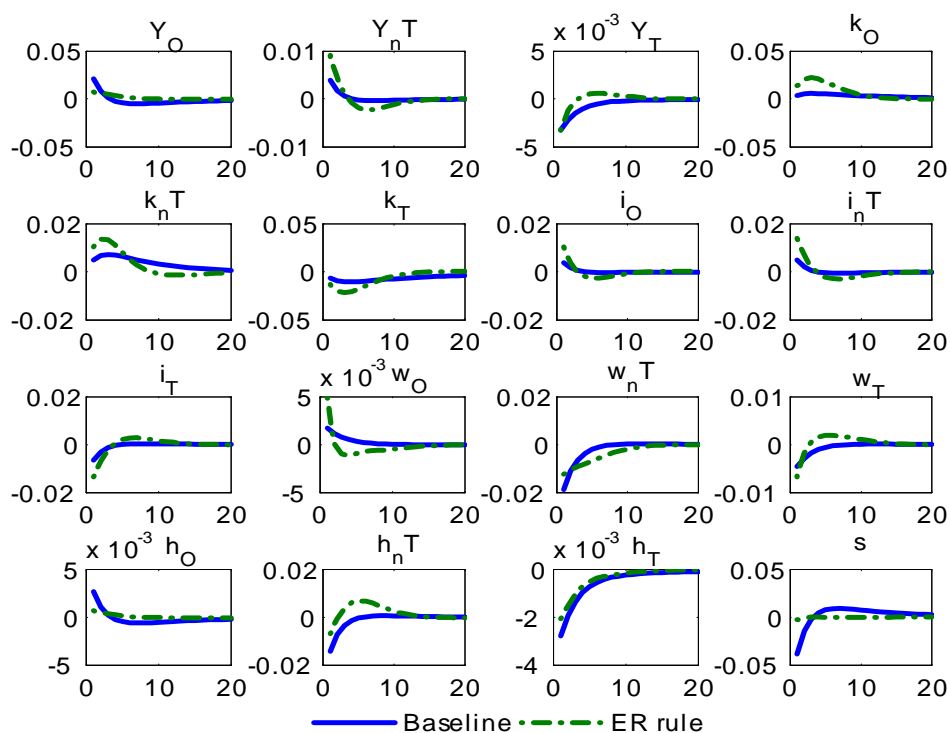 Y_O Y_nT x 10^-3 Y_T k_O
0.05 0.01 5 0.05
0 0 0 0
-0.05 -0.01 -5 -0.05
0 10 20 0 10 20 0 10 20 0 10 20
k_nT k_T i_O i_nT
0.02 0.05 0.02 0.02
0 0 0 0
-0.02 -0.05 -0.02 -0.02
0 10 20 0 10 20 0 10 20 0 10 20
i_T x 10^-3 w_O w_nT w_T
0.02 5 0.02 0.01
0 0 0 0
-0.02 -5 -0.02 -0.01
0 10 20 0 10 20 0 10 20 0 10 20
x 10^-3 h_O h_nT x 10^-3 h_T s
5 0.02 0 0.05
0 0 -2 0
-5 -0.02 -4 -0.05
0 10 20 0 10 20 0 10 20 0 10 20
Baseline ER rule